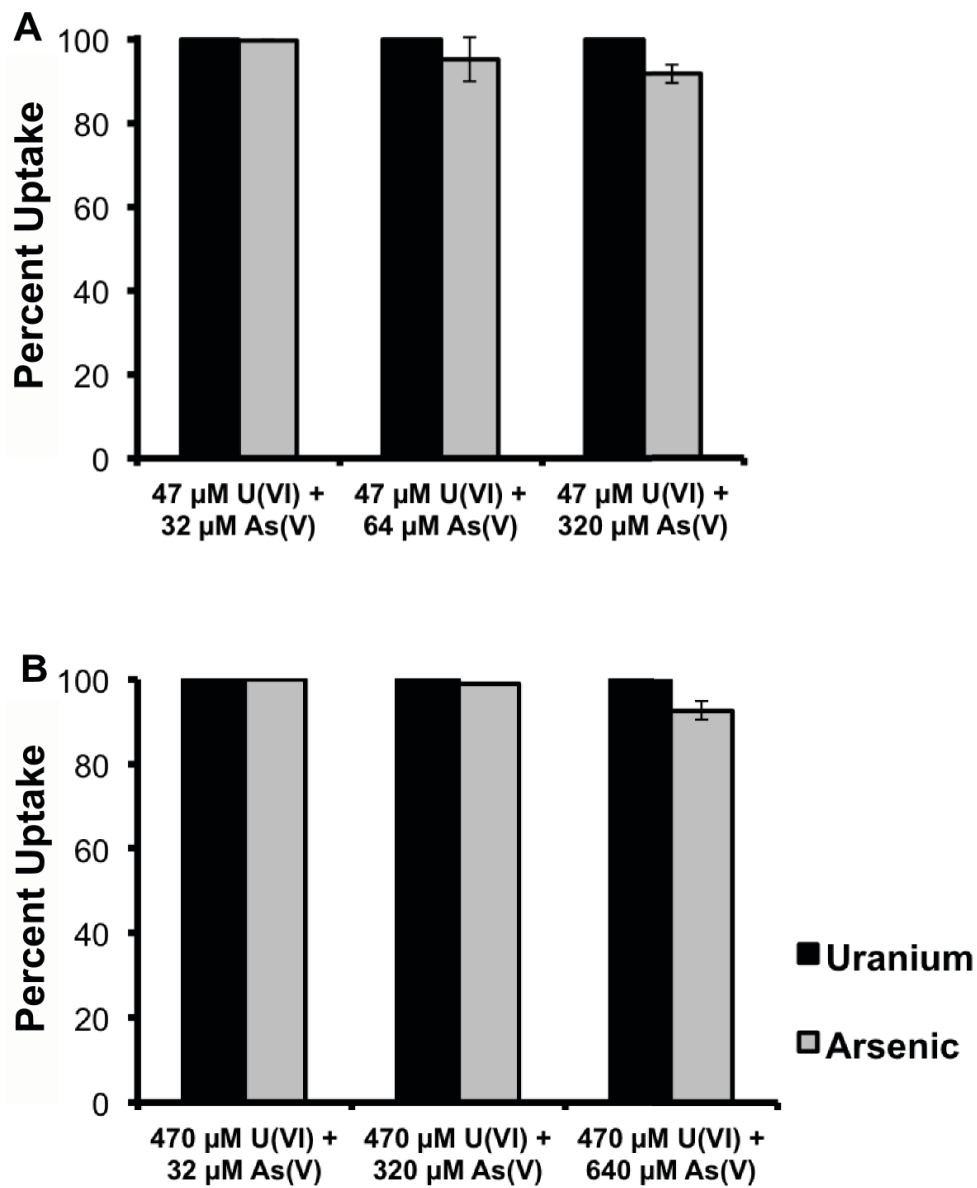 A
Percent Uptake
100
80
60
40
20
0
47 µM U(VI) +
32 µM As(V)
47 µM U(VI) +
64 µM As(V)
47 µM U(VI) +
320 µM As(V)
B
Percent Uptake
100
80
60
40
20
0
470 µM U(VI) +
32 µM As(V)
470 µM U(VI) +
320 µM As(V)
470 µM U(VI) +
640 µM As(V)
Uranium
Arsenic